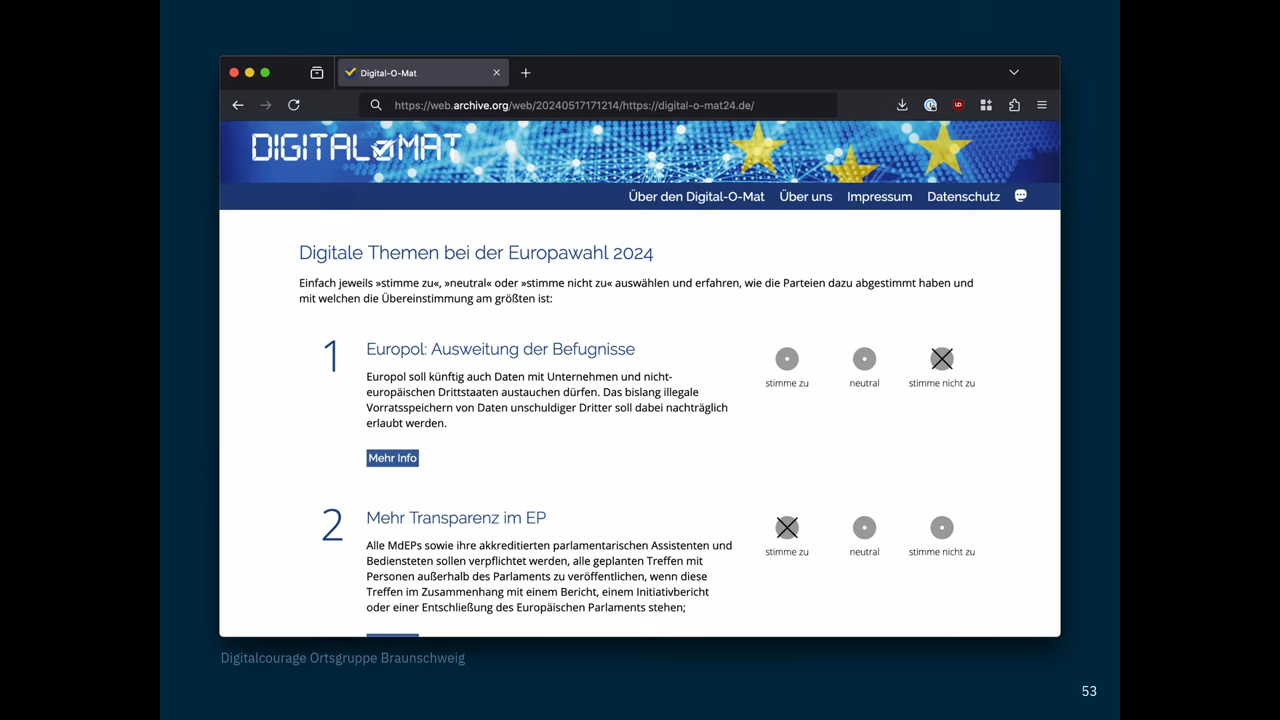 Digital-O-Mat
https://web.archive.org/web/20240517171214/https://digital-o-mat24.de/
DIGITALOMAT
Über den Digital-O-Mat Über uns Impressum Datenschutz
Digitale Themen bei der Europawahl 2024
Einfach jeweils »stimme zu«, »neutral« oder »stimme nicht zu« auswählen und erfahren, wie die Parteien dazu abgestimmt haben und
mit welchen die Übereinstimmung am größten ist:
1
Europol: Ausweitung der Befugnisse
Europol soll künftig auch Daten mit Unternehmen und nicht-
europäischen Drittstaaten austauchen dürfen. Das bislang illegale
Vorratsspeichern von Daten unschuldiger Dritter soll dabei nachträglich
erlaubt werden.
stimme zu neutral stimme nicht zu
Mehr Info
2
Mehr Transparenz im EP
Alle MdEPs sowie ihre akkreditierten parlamentarischen Assistenten und
Bediensteten sollen verpflichtet werden, alle geplanten Treffen mit
Personen außerhalb des Parlaments zu veröffentlichen, wenn diese
Treffen im Zusammenhang mit einem Bericht, einem Initiativbericht
oder einer Entschließung des Europäischen Parlaments stehen;
stimme zu neutral stimme nicht zu
Digitalcourage Ortsgruppe Braunschweig
53